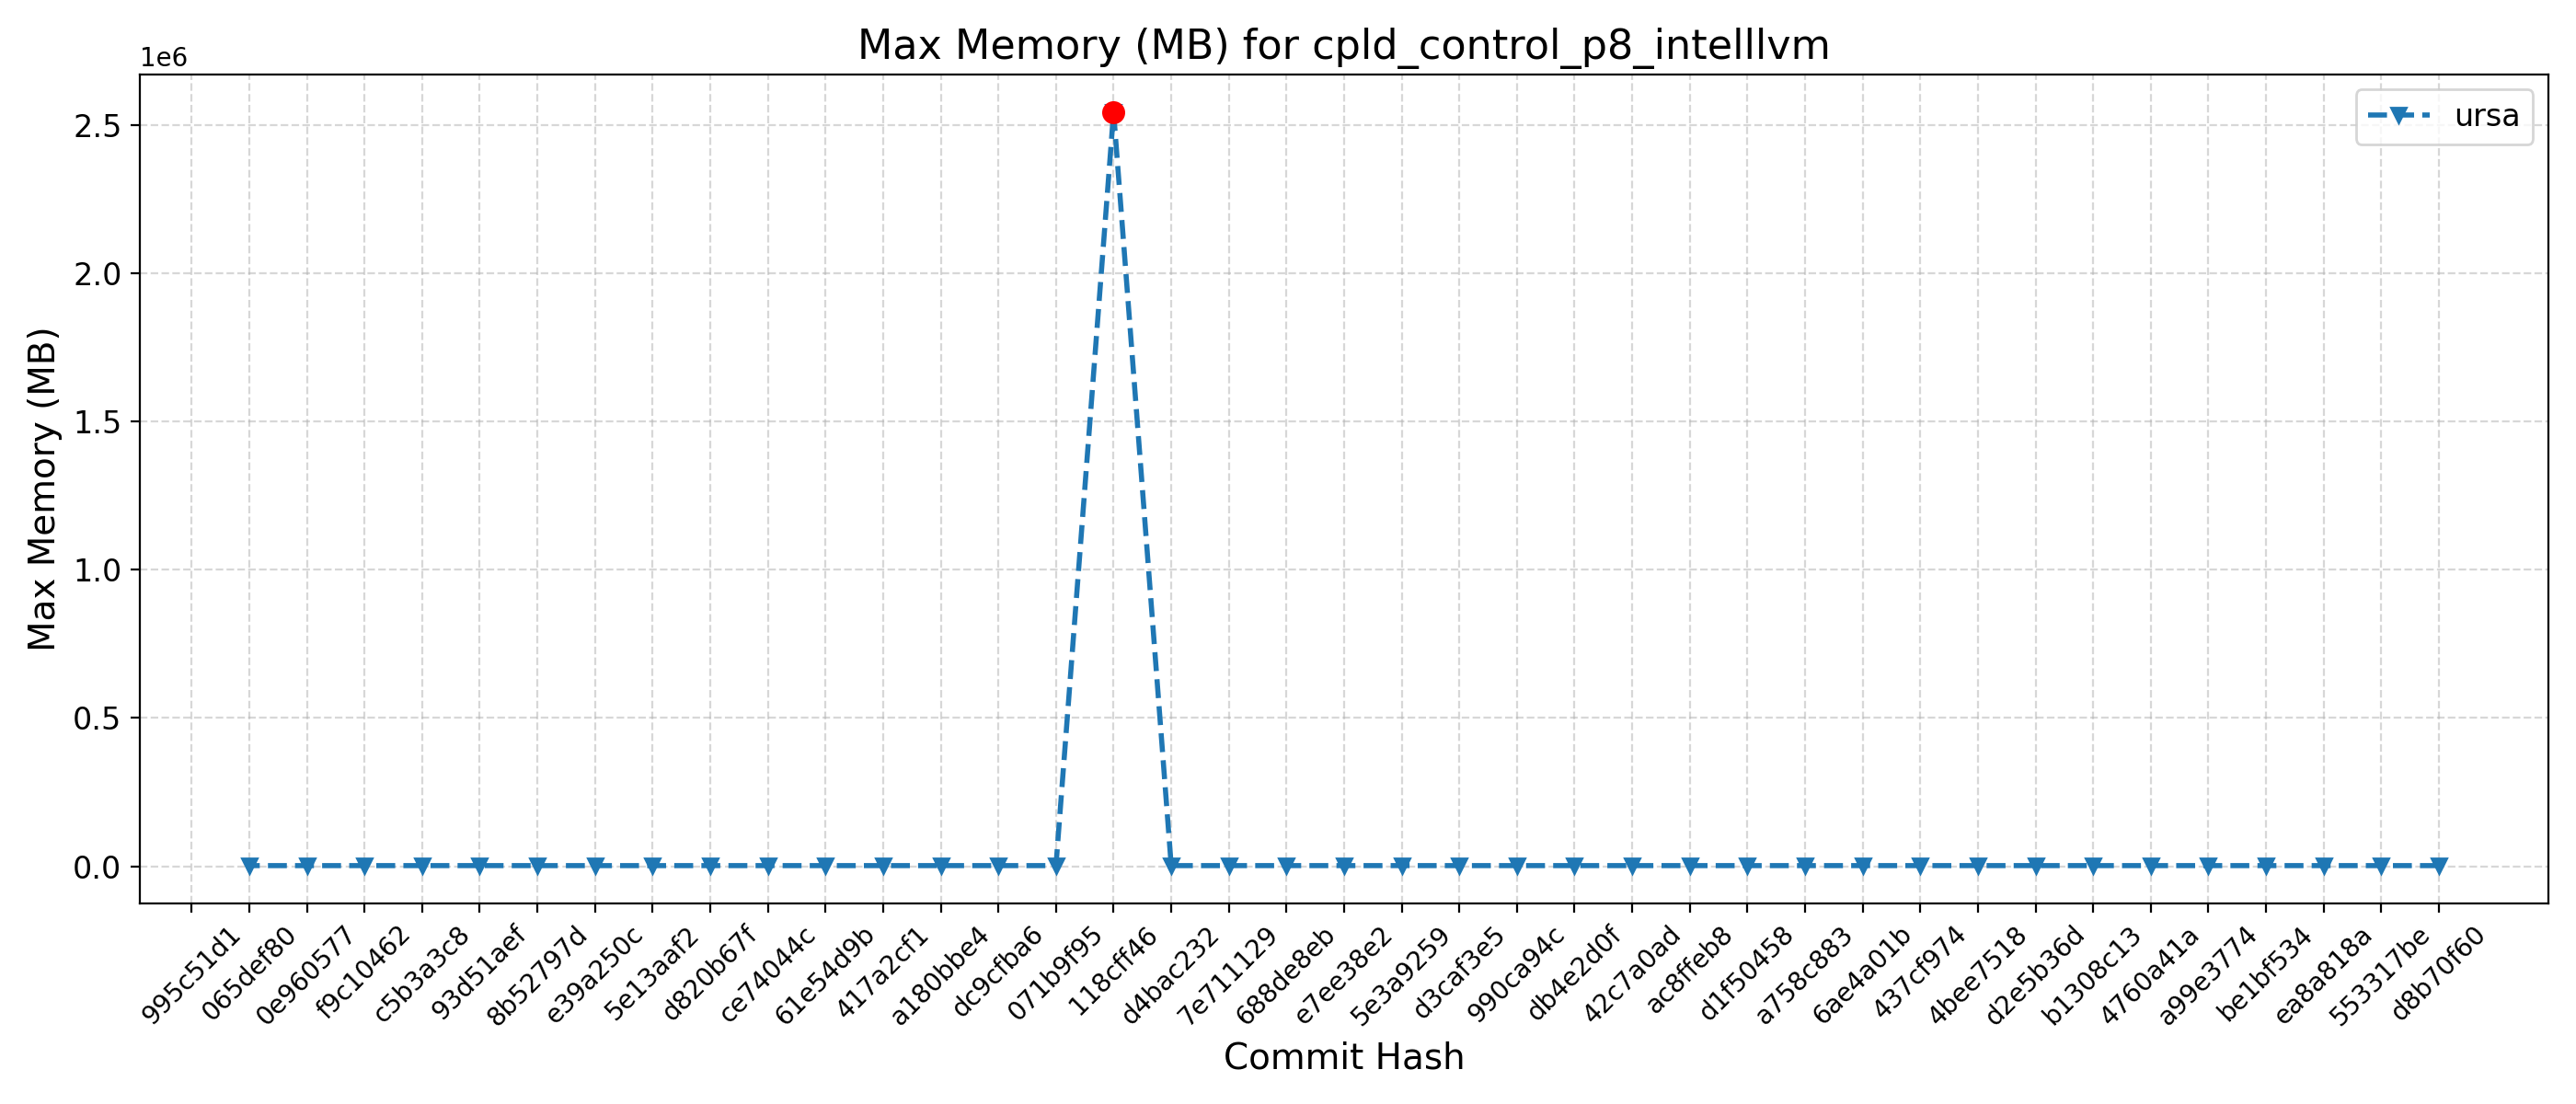 Max Memory (MB) for cpld_control_p8_intelllvm
1e6
ursa
2.5
2.0
1.5
1.0
0.5
0.0
Max Memory (MB)
995c51d1
065def80
0e960577
f9c10462
c5b3a3c8
93d51aef
8b52797d
e39a250c
5e13aaf2
d820b67f
ce74044c
61e54d9b
417a2cf1
a180bbe4
dc9cfba6
071b9f95
118cff46
d4bac232
7e711129
688de8eb
e7ee38e2
5e3a9259
d3caf3e5
990ca94c
db4e2d0f
42c7a0ad
ac8ffeb8
d1f50458
a758c883
6ae4a01b
437cf974
4bee7518
d2e5b36d
b1308c13
4760a41a
a99e3774
be1bf534
ea8a818a
553317be
d8b70f60
Commit Hash